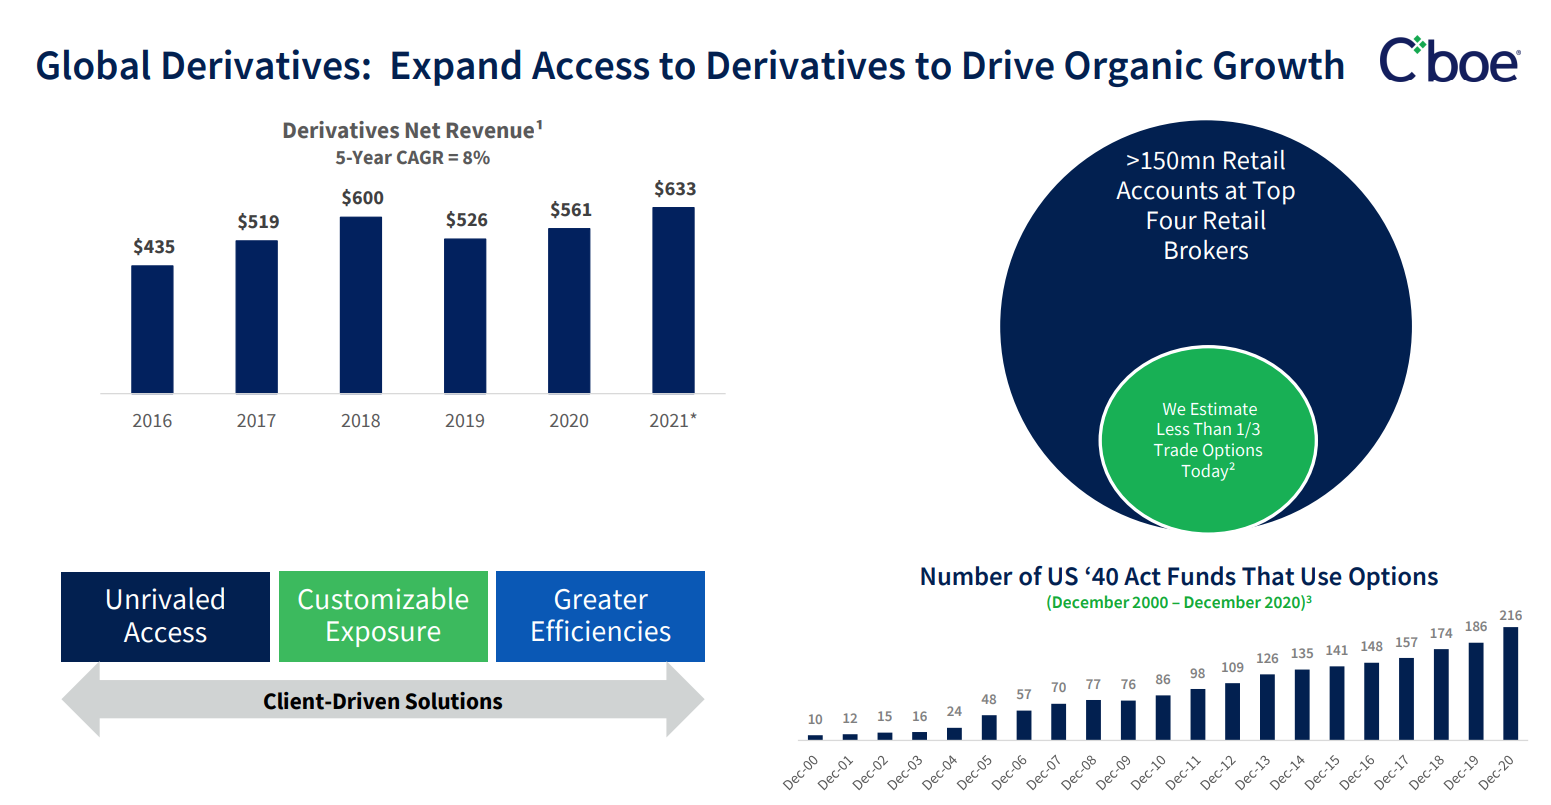 Global Derivatives: Expand Access to Derivatives to Drive Organic Growth
Cboe®
Derivatives Net Revenue¹
5-Year CAGR = 8%
$435
$519
$600
$526
$561
$633
2016
2017
2018
2019
2020
2021*
>150mn Retail
Accounts at Top
Four Retail
Brokers
We Estimate
Less Than 1/3
Trade Options
Today²
Unrivaled
Access
Customizable
Exposure
Greater
Efficiencies
Client-Driven Solutions
Number of US ‘40 Act Funds That Use Options
(December 2000 – December 2020)³
10
12
15
16
24
48
57
70
77
76
86
98
109
126
135
141
148
157
174
186
216
Dec-00
Dec-01
Dec-02
Dec-03
Dec-04
Dec-05
Dec-06
Dec-07
Dec-08
Dec-09
Dec-10
Dec-11
Dec-12
Dec-13
Dec-14
Dec-15
Dec-16
Dec-17
Dec-18
Dec-19
Dec-20